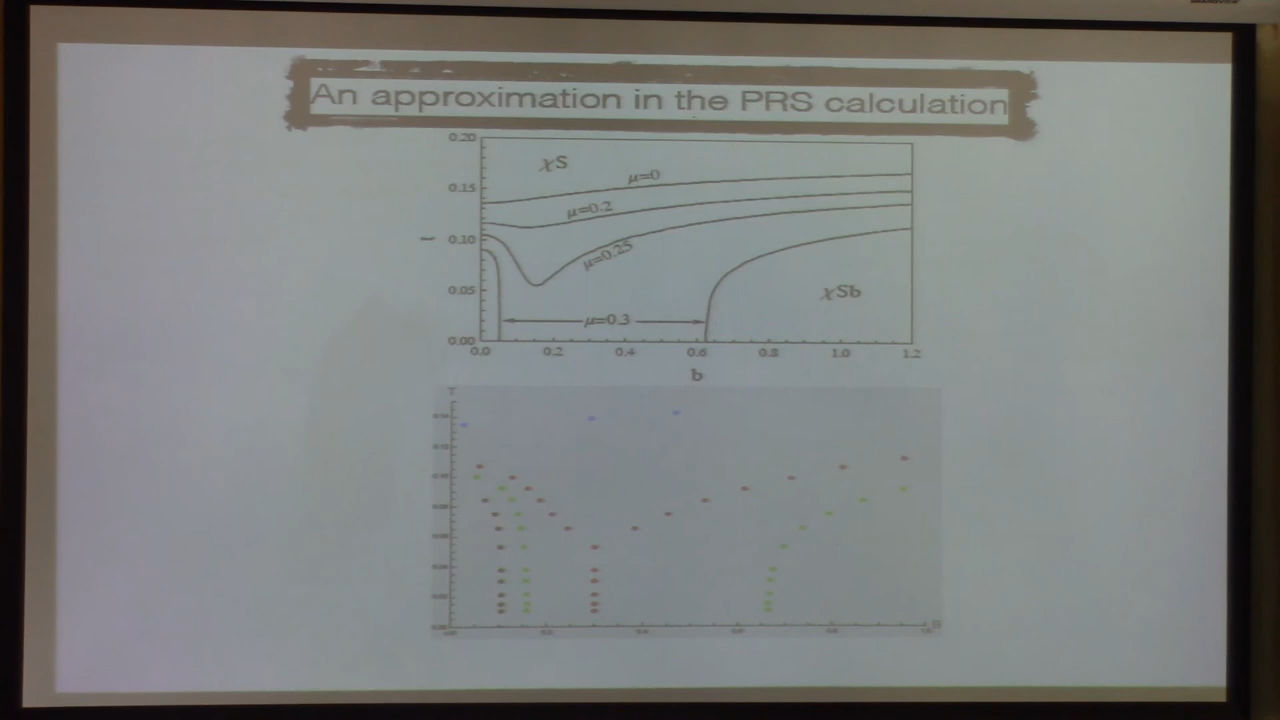 An approximation in the PRS calculation
0.20
χS
μ=0
0.15
μ=0.2
0.10
μ=0.25
0.05
χSb
μ=0.3
0.00
0.0 0.2 0.4 0.6 0.8 1.0 1.2
b
T